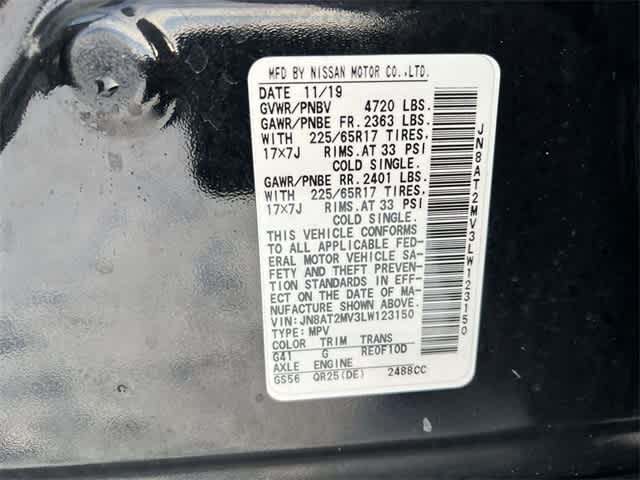 MFD BY NISSAN MOTOR CO.,LTD.
DATE 11/19
GVWR/PNBV 4720 LBS.
GAWR/PNBE FR. 2363 LBS.
WITH 225/65R17 TIRES,
17×7J RIMS.AT 33 PSI
COLD SINGLE.
GAWR/PNBE RR. 2401 LBS.
WITH 225/65R17 TIRES,
17×7J RIMS.AT 33 PSI
COLD SINGLE.
THIS VEHICLE CONFORMS
TO ALL APPLICABLE FED-
ERAL MOTOR VEHICLE SA-
FETY AND THEFT PREVEN-
TION STANDARDS IN EFF-
ECT ON THE DATE OF MA-
NUFACTURE SHOWN ABOVE.
VIN: JN8AT2MV3LW123150
TYPE: MPV
COLOR TRIM TRANS
G41 G RE0F10D
AXLE ENGINE
GS56 QR25(DE) 2488CC
JN8AT2MV3LW123150